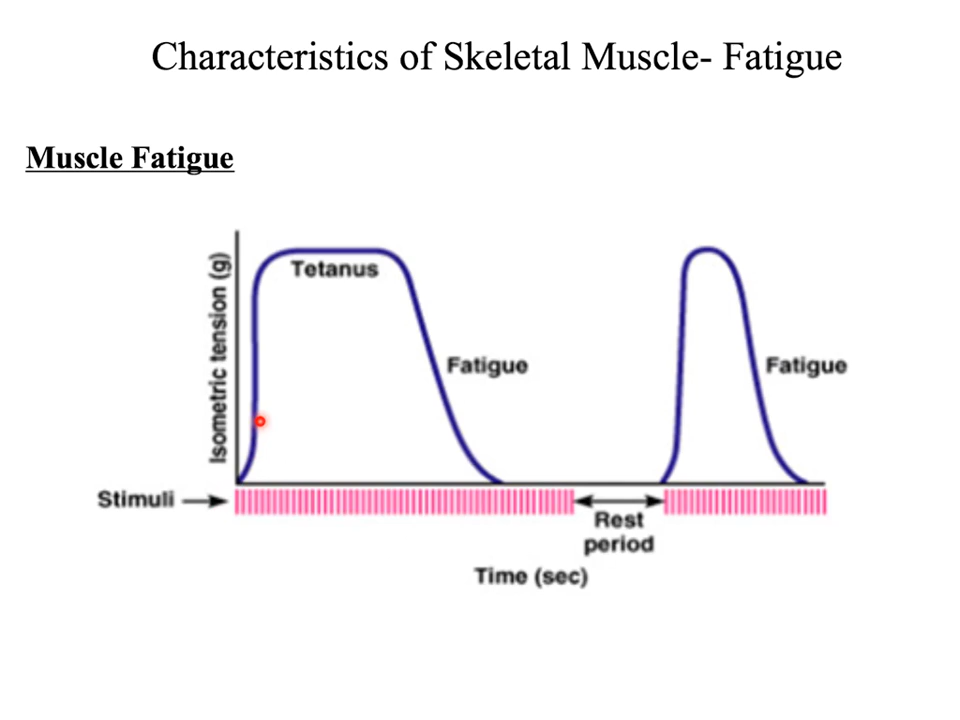 Characteristics of Skeletal Muscle- Fatigue
Muscle Fatigue
Isometric tension (g)
Tetanus
Fatigue
Fatigue
Stimuli
Rest
period
Time (sec)